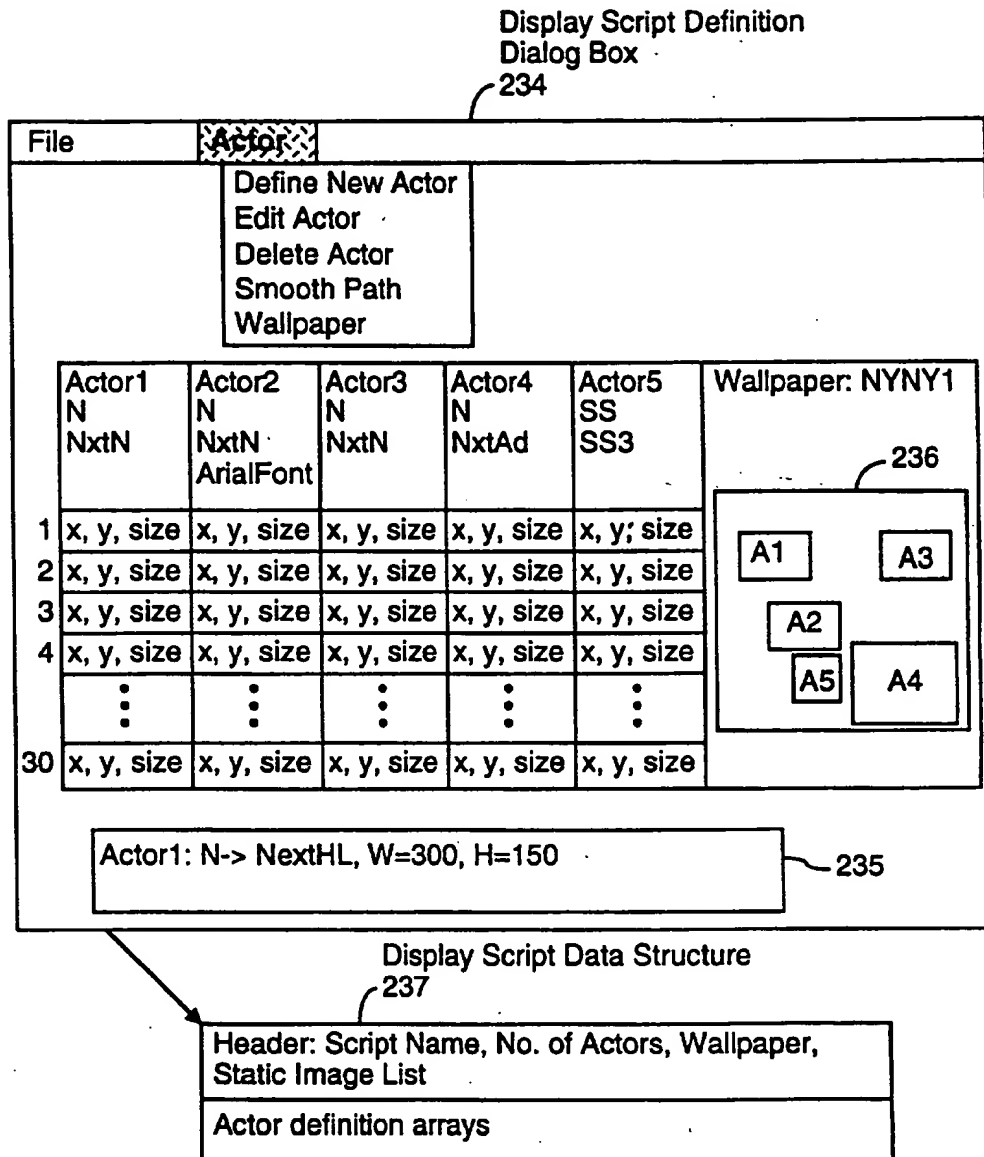 Display Script Definition
Dialog Box
234
File Actor
Define New Actor
Edit Actor
Delete Actor
Smooth Path
Wallpaper
Actor1 Actor2 Actor3 Actor4 Actor5 Wallpaper: NYNY1
N N N N SS
NxtN NxtN NxtN NxtAd SS3
ArialFont
236
1 x, y, size x, y, size x, y, size x, y, size x, y, size
2 x, y, size x, y, size x, y, size x, y, size x, y, size
3 x, y, size x, y, size x, y, size x, y, size x, y, size
4 x, y, size x, y, size x, y, size x, y, size x, y, size
30 x, y, size x, y, size x, y, size x, y, size x, y, size
A1 A3
A2
A5 A4
Actor1: N-> NextHL, W=300, H=150
235
Display Script Data Structure
237
Header: Script Name, No. of Actors, Wallpaper,
Static Image List
Actor definition arrays